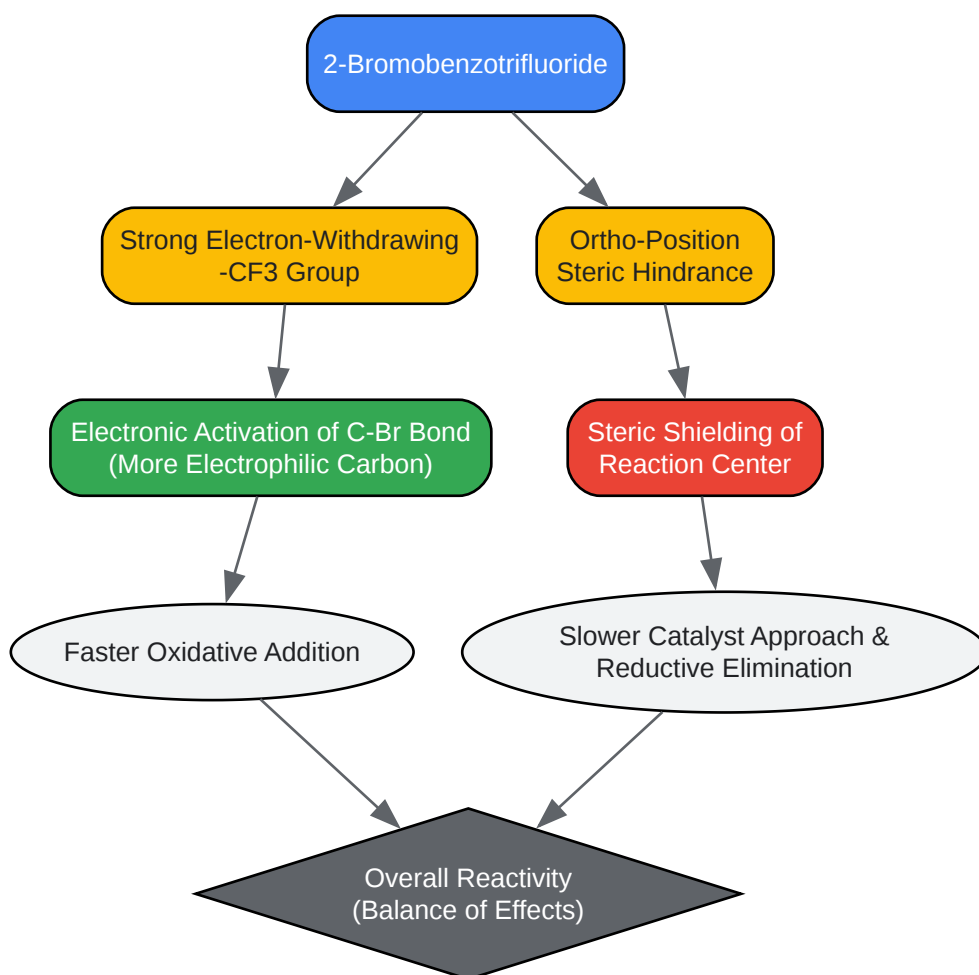 2-Bromobenzotrifluoride
Strong Electron-Withdrawing
-CF3 Group
Ortho-Position
Steric Hindrance
Electronic Activation of C-Br Bond
(More Electrophilic Carbon)
Steric Shielding of
Reaction Center
Faster Oxidative Addition
Slower Catalyst Approach &
Reductive Elimination
Overall Reactivity
(Balance of Effects)